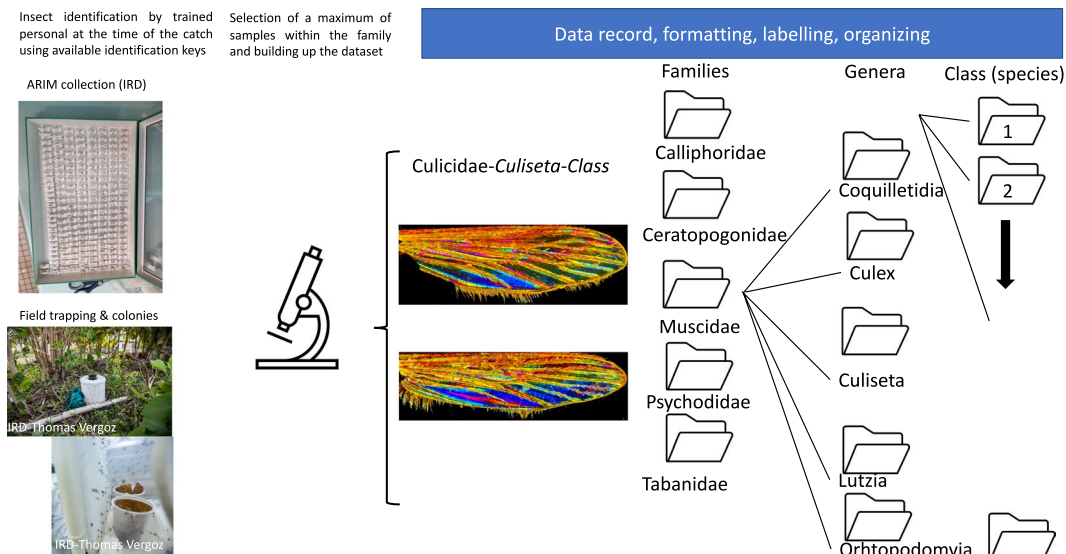 Insect identification by trained
personal at the time of the catch
using available identification keys
Selection of a maximum of
samples within the family
and building up the dataset
Data record, formatting, labelling, organizing
ARIM collection (IRD)
Field trapping & colonies
IRD-Thomas Vergoz
IRD-Thomas Vergoz
Culicidae-Culiseta-Class
Families
Calliphoridae
Ceratopogonidae
Muscidae
Psychodidae
Tabanidae
Genera
Coquilletidia
Culex
Culiseta
Lutzia
Orhtopodomyia
Class (species)
1
2